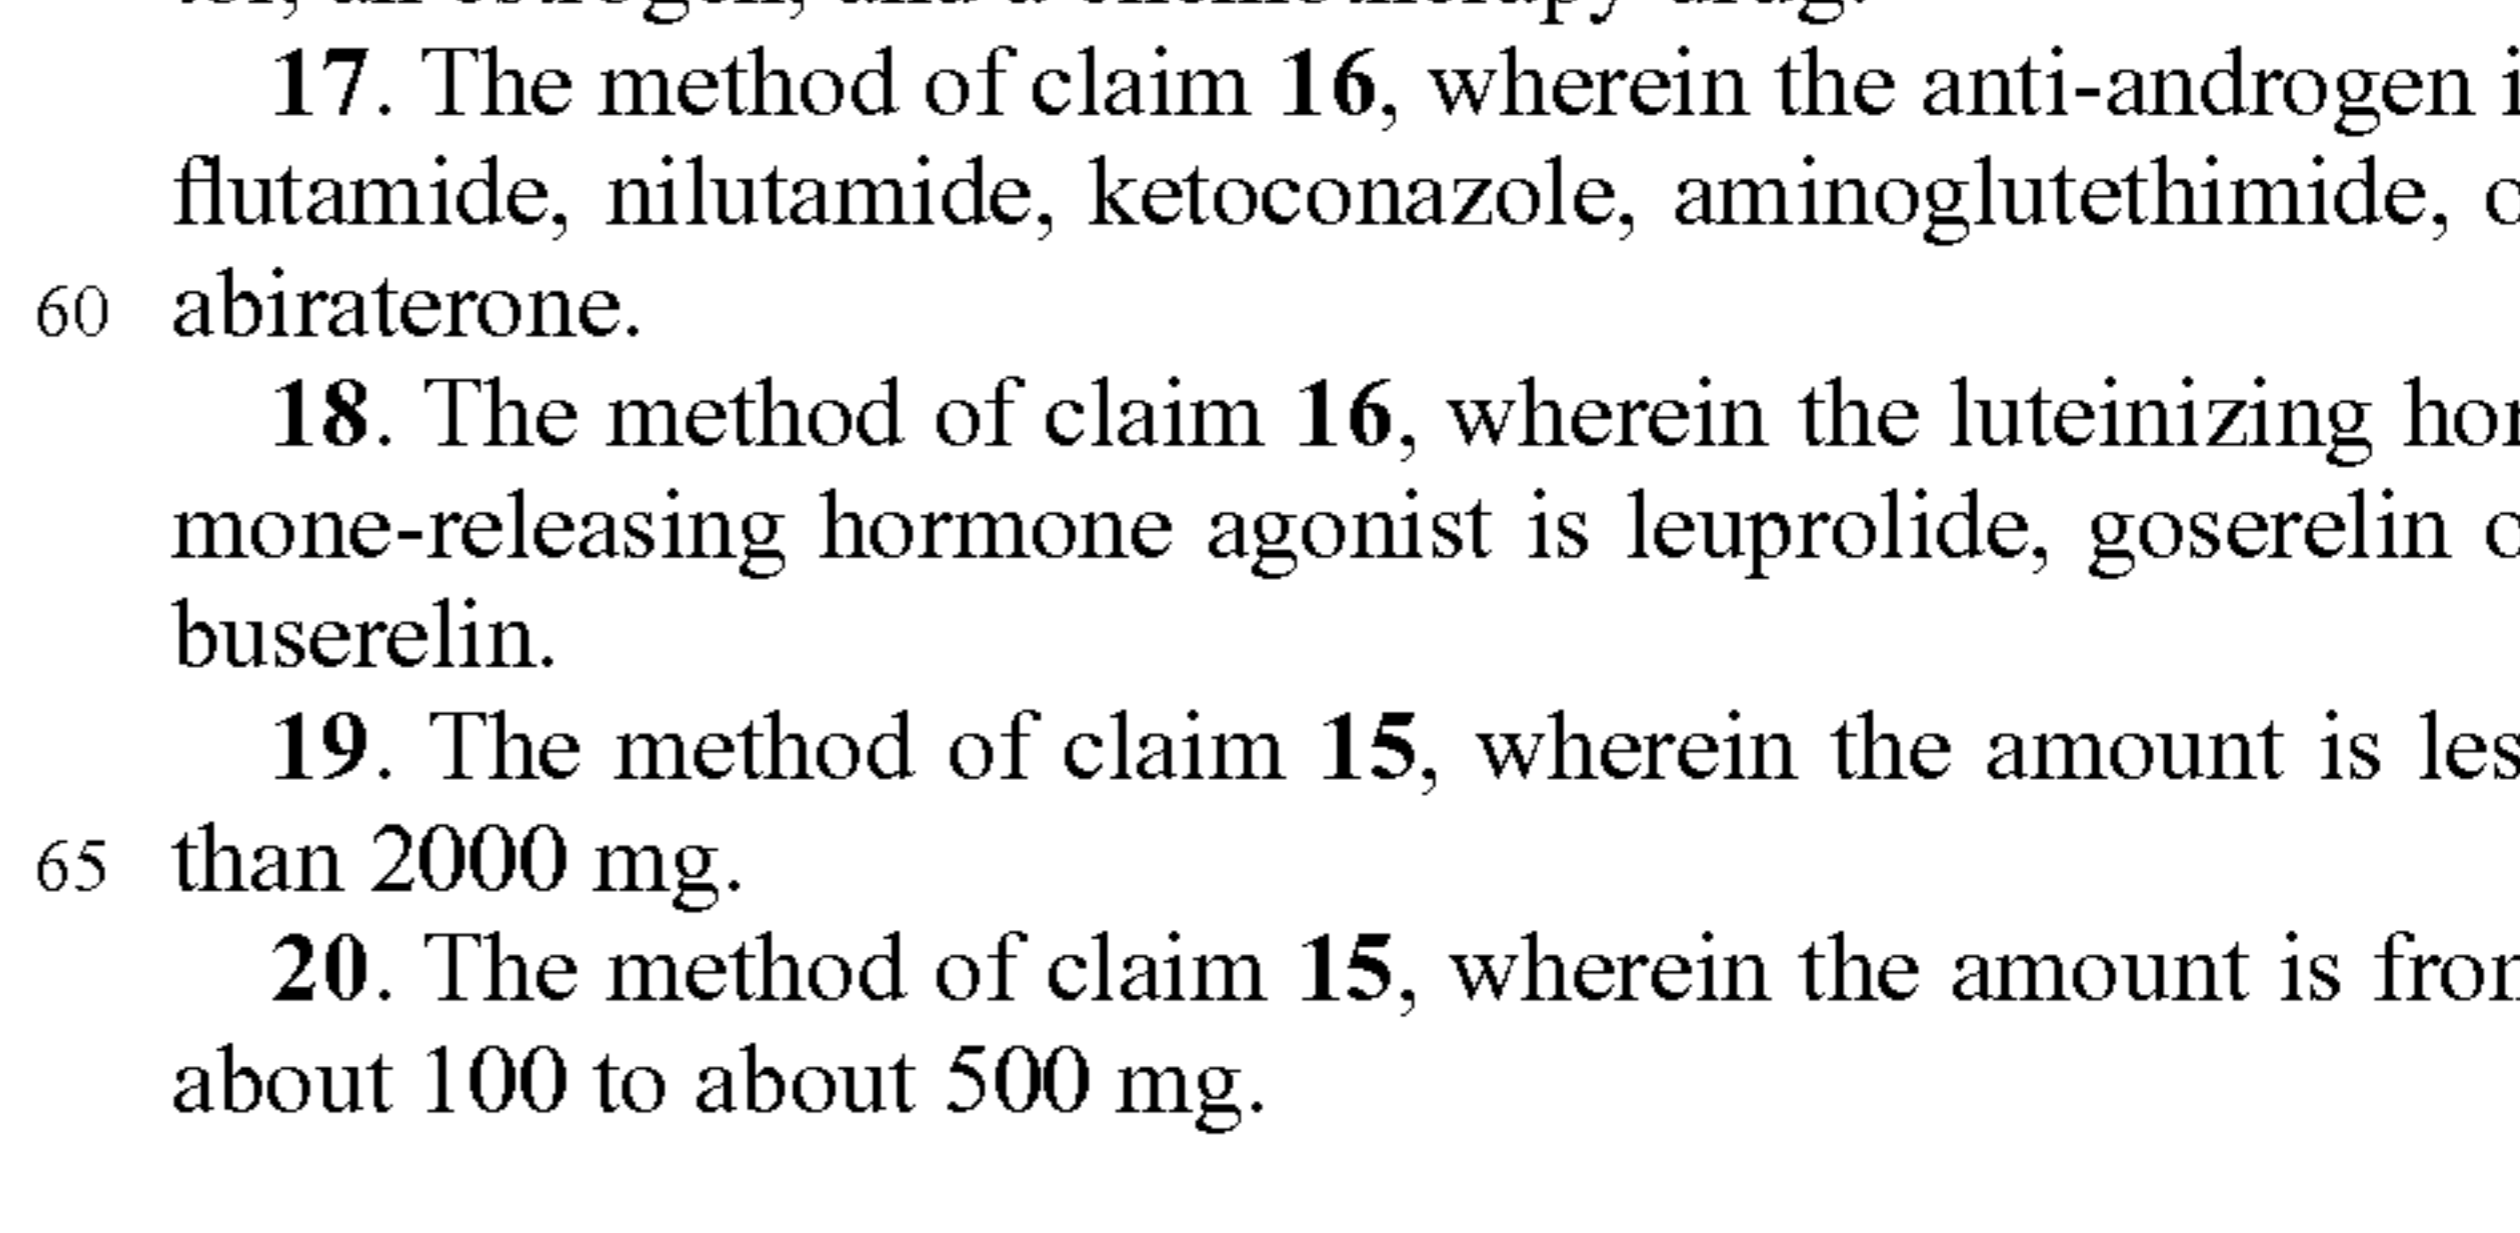 17. The method of claim 16, wherein the anti-androgen
flutamide, nilutamide, ketoconazole, aminoglutethimide,
60 abiraterone.
18. The method of claim 16, wherein the luteinizing hor
mone-releasing hormone agonist is leuprolide, goserelin
buserelin.
19. The method of claim 15, wherein the amount is les
65 than 2000 mg.
20. The method of claim 15, wherein the amount is
about 100 to about 500 mg.